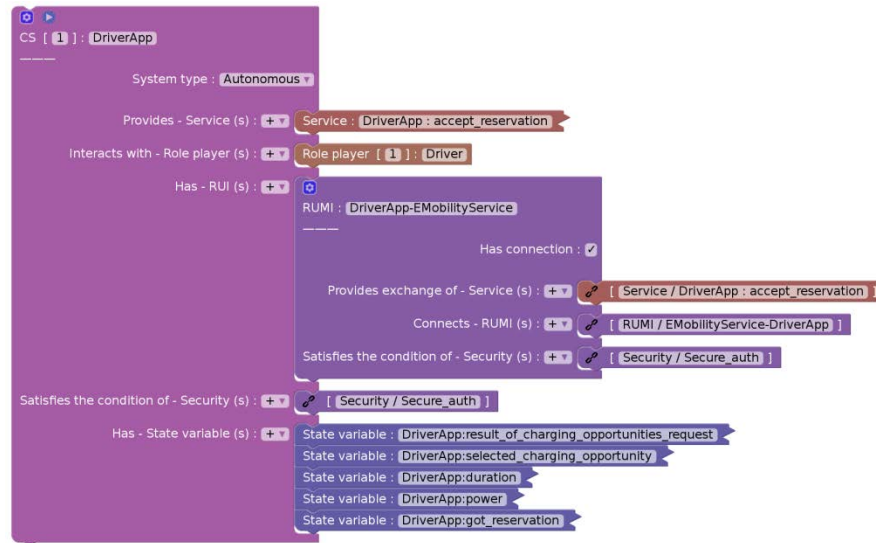 CS [ 1 ] : DriverApp
———
System type : Autonomous
Provides - Service (s) : + Service : DriverApp : accept_reservation
Interacts with - Role player (s) : + Role player [ 1 ] : Driver
Has - RUI (s) : +
RUMI : DriverApp-EMobilityService
———
Has connection :
Provides exchange of - Service (s) : + [ Service / DriverApp : accept_reservation ]
Connects - RUMI (s) : + [ RUMI / EMobilityService-DriverApp ]
Satisfies the condition of - Security (s) : + [ Security / Secure_auth ]
Satisfies the condition of - Security (s) : + [ Security / Secure_auth ]
Has - State variable (s) : + State variable : DriverApp:result_of_charging_opportunities_request
State variable : DriverApp:selected_charging_opportunity
State variable : DriverApp:duration
State variable : DriverApp:power
State variable : DriverApp:got_reservation